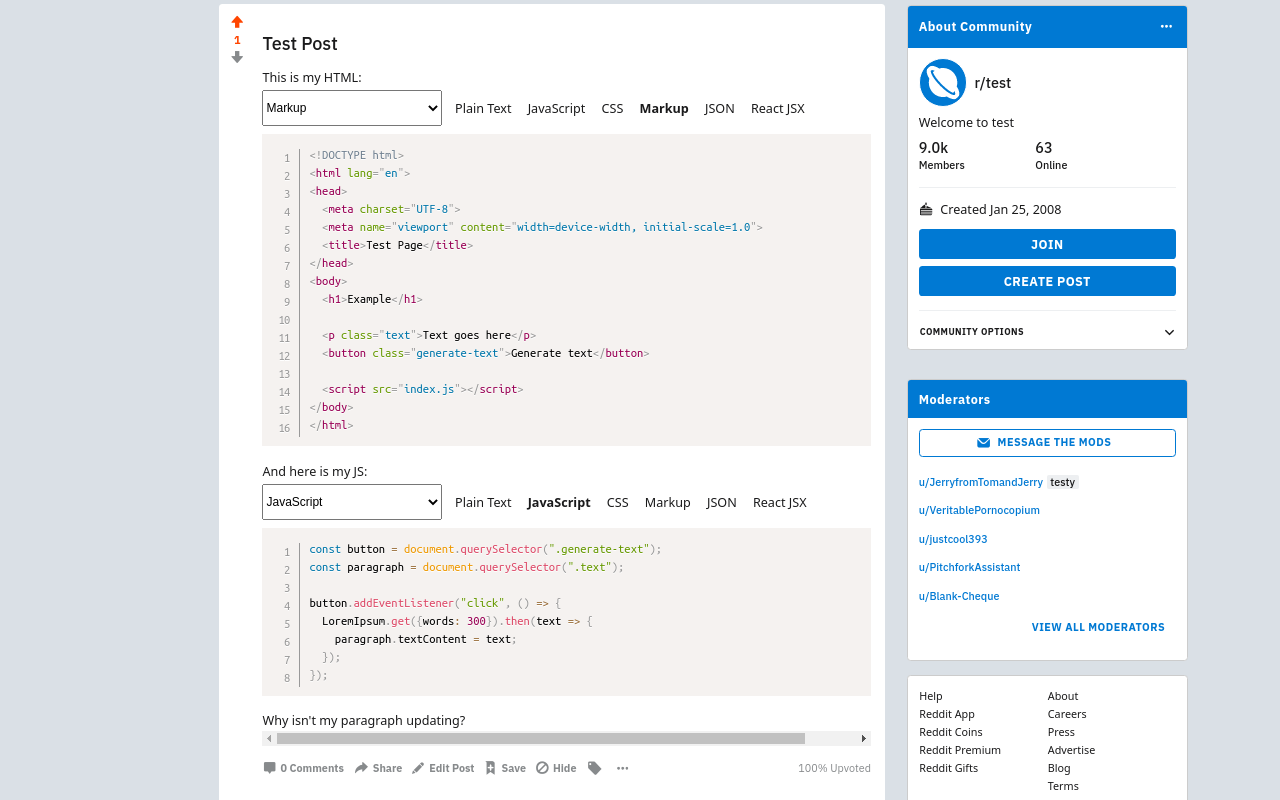 1
Test Post
This is my HTML:
Markup Plain Text JavaScript CSS Markup JSON React JSX
1 <!DOCTYPE html>
2 <html lang="en">
3 <head>
4   <meta charset="UTF-8">
5   <meta name="viewport" content="width=device-width, initial-scale=1.0">
6   <title>Test Page</title>
7 </head>
8 <body>
9   <h1>Example</h1>
10
11   <p class="text">Text goes here</p>
12   <button class="generate-text">Generate text</button>
13
14   <script src="index.js"></script>
15 </body>
16 </html>
And here is my JS:
JavaScript Plain Text JavaScript CSS Markup JSON React JSX
1 const button = document.querySelector(".generate-text");
2 const paragraph = document.querySelector(".text");
3
4 button.addEventListener("click", () => {
5   LoremIpsum.get({words: 300}).then(text => {
6     paragraph.textContent = text;
7   });
8 });
Why isn't my paragraph updating?
0 Comments Share Edit Post Save Hide 100% Upvoted
About Community
r/test
Welcome to test
9.0k 63
Members Online
Created Jan 25, 2008
JOIN
CREATE POST
COMMUNITY OPTIONS
Moderators
MESSAGE THE MODS
u/JerryfromTomandJerry testy
u/VeritablePornocopium
u/justcool393
u/PitchforkAssistant
u/Blank-Cheque
VIEW ALL MODERATORS
Help About
Reddit App Careers
Reddit Coins Press
Reddit Premium Advertise
Reddit Gifts Blog
Terms